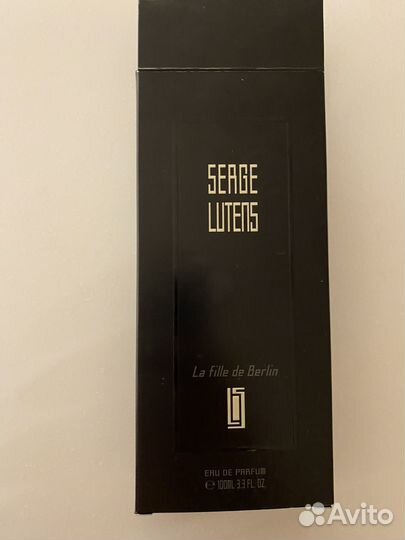 SERGE
LUTENS
La fille de Berlin
EAU DE PARFUM
℮ 100ML 3.3 FL. OZ.
Avito